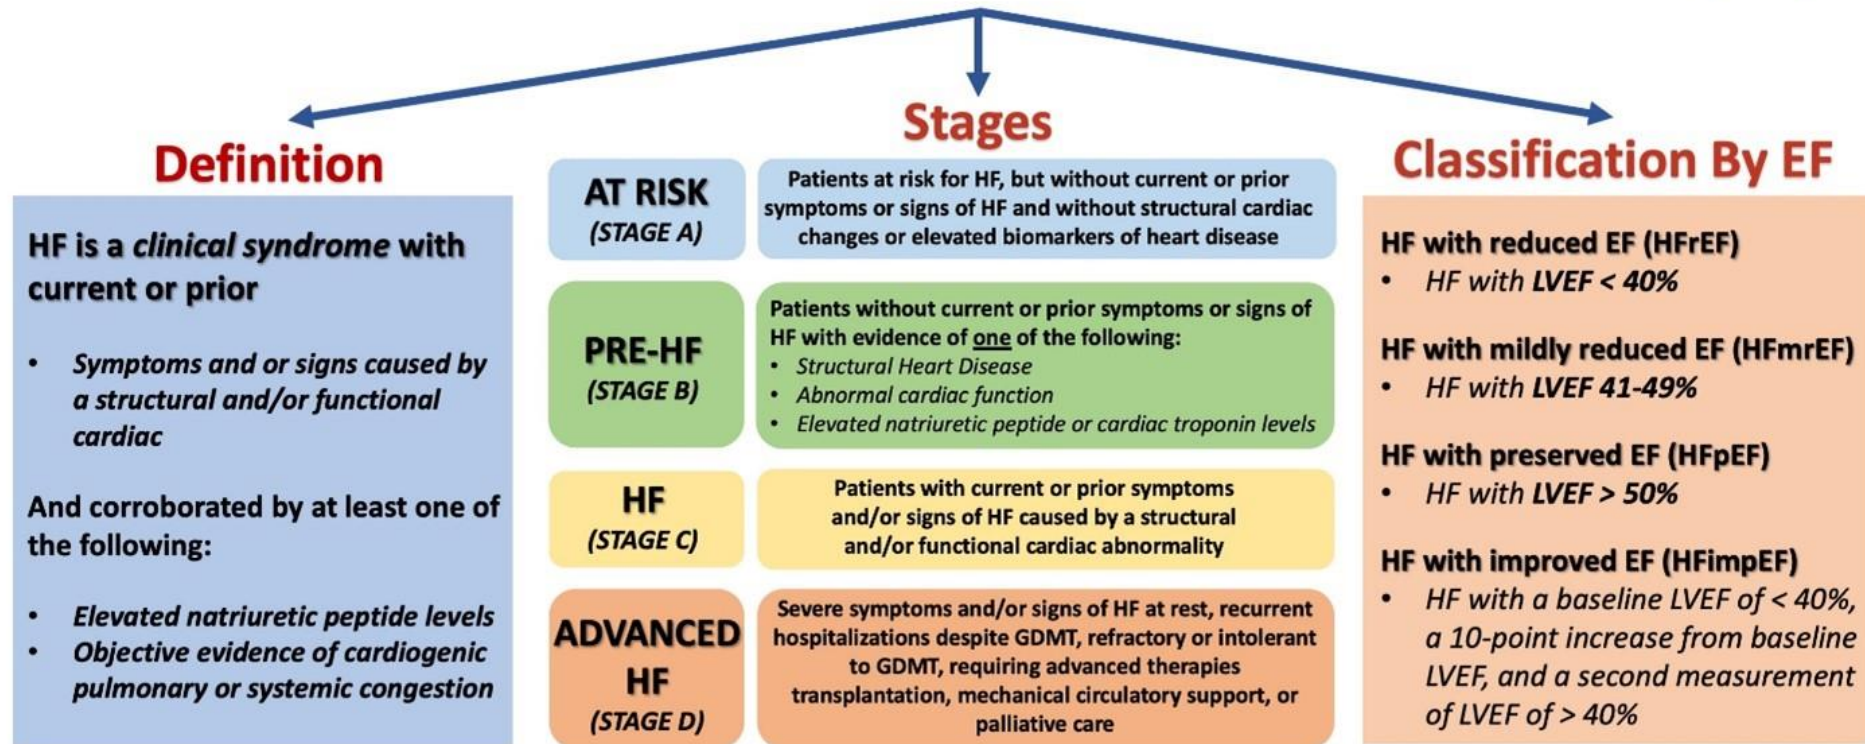 Definition
HF is a clinical syndrome with
current or prior
• Symptoms and or signs caused by
a structural and/or functional
cardiac
And corroborated by at least one of
the following:
• Elevated natriuretic peptide levels
• Objective evidence of cardiogenic
pulmonary or systemic congestion
Stages
AT RISK
(STAGE A)
Patients at risk for HF, but without current or prior
symptoms or signs of HF and without structural cardiac
changes or elevated biomarkers of heart disease
PRE-HF
(STAGE B)
Patients without current or prior symptoms or signs of
HF with evidence of one of the following:
• Structural Heart Disease
• Abnormal cardiac function
• Elevated natriuretic peptide or cardiac troponin levels
HF
(STAGE C)
Patients with current or prior symptoms
and/or signs of HF caused by a structural
and/or functional cardiac abnormality
ADVANCED
HF
(STAGE D)
Severe symptoms and/or signs of HF at rest, recurrent
hospitalizations despite GDMT, refractory or intolerant
to GDMT, requiring advanced therapies
transplantation, mechanical circulatory support, or
palliative care
Classification By EF
HF with reduced EF (HFrEF)
• HF with LVEF < 40%
HF with mildly reduced EF (HFmrEF)
• HF with LVEF 41-49%
HF with preserved EF (HFpEF)
• HF with LVEF > 50%
HF with improved EF (HFimpEF)
• HF with a baseline LVEF of < 40%,
a 10-point increase from baseline
LVEF, and a second measurement
of LVEF of > 40%